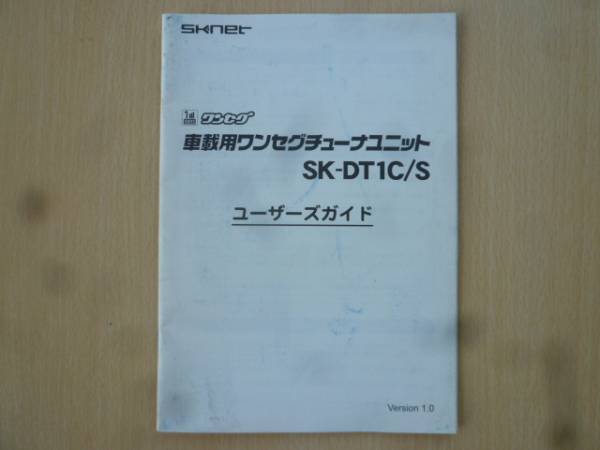 SKNET
ワンセグ
車載用ワンセグチューナユニット
SK-DT1C/S
ユーザーズガイド
Version 1.0